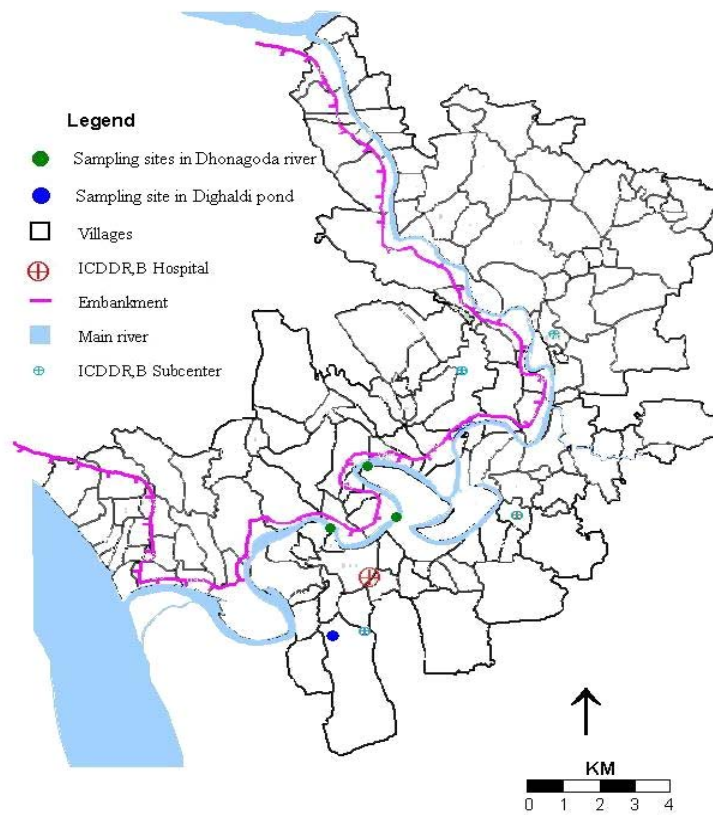 Legend
Sampling sites in Dhonagoda river
Sampling site in Dighaldi pond
Villages
ICDDR,B Hospital
Embankment
Main river
ICDDR,B Subcenter
KM
0 1 2 3 4